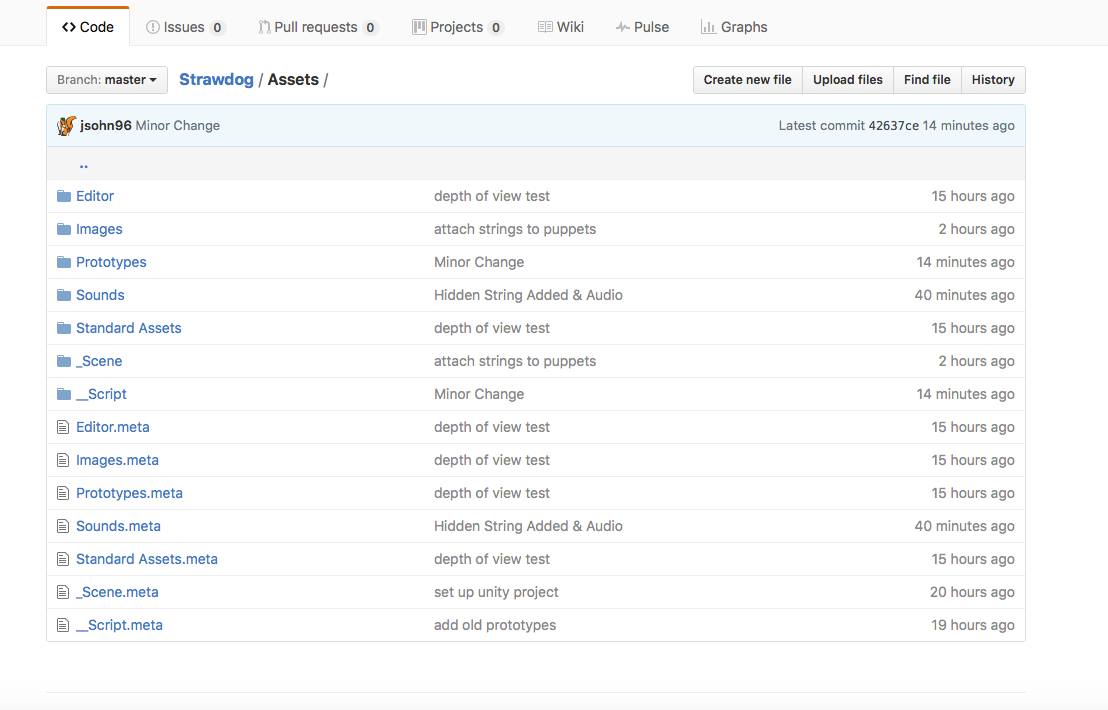 Code Issues 0 Pull requests 0 Projects 0 Wiki Pulse Graphs
Branch: master Strawdog / Assets / Create new file Upload files Find file History
jsohn96 Minor Change Latest commit 42637ce 14 minutes ago
..
Editor depth of view test 15 hours ago
Images attach strings to puppets 2 hours ago
Prototypes Minor Change 14 minutes ago
Sounds Hidden String Added & Audio 40 minutes ago
Standard Assets depth of view test 15 hours ago
_Scene attach strings to puppets 2 hours ago
__Script Minor Change 14 minutes ago
Editor.meta depth of view test 15 hours ago
Images.meta depth of view test 15 hours ago
Prototypes.meta depth of view test 15 hours ago
Sounds.meta Hidden String Added & Audio 40 minutes ago
Standard Assets.meta depth of view test 15 hours ago
_Scene.meta set up unity project 20 hours ago
__Script.meta add old prototypes 19 hours ago